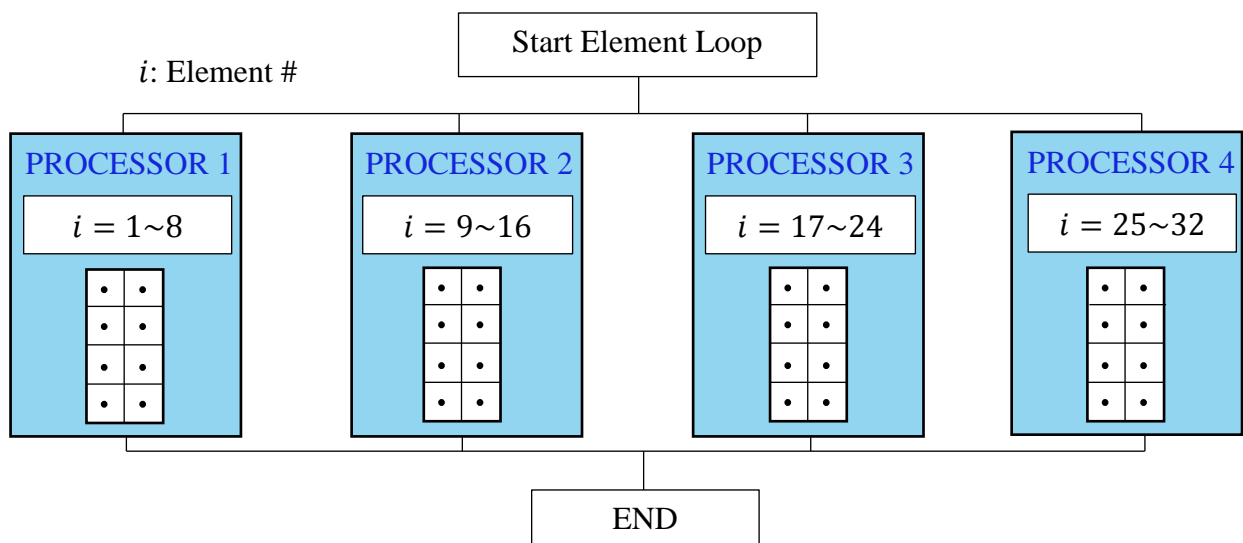 Start Element Loop
𝑖: Element #
PROCESSOR 1
𝑖 = 1~8
PROCESSOR 2
𝑖 = 9~16
PROCESSOR 3
𝑖 = 17~24
PROCESSOR 4
𝑖 = 25~32
END